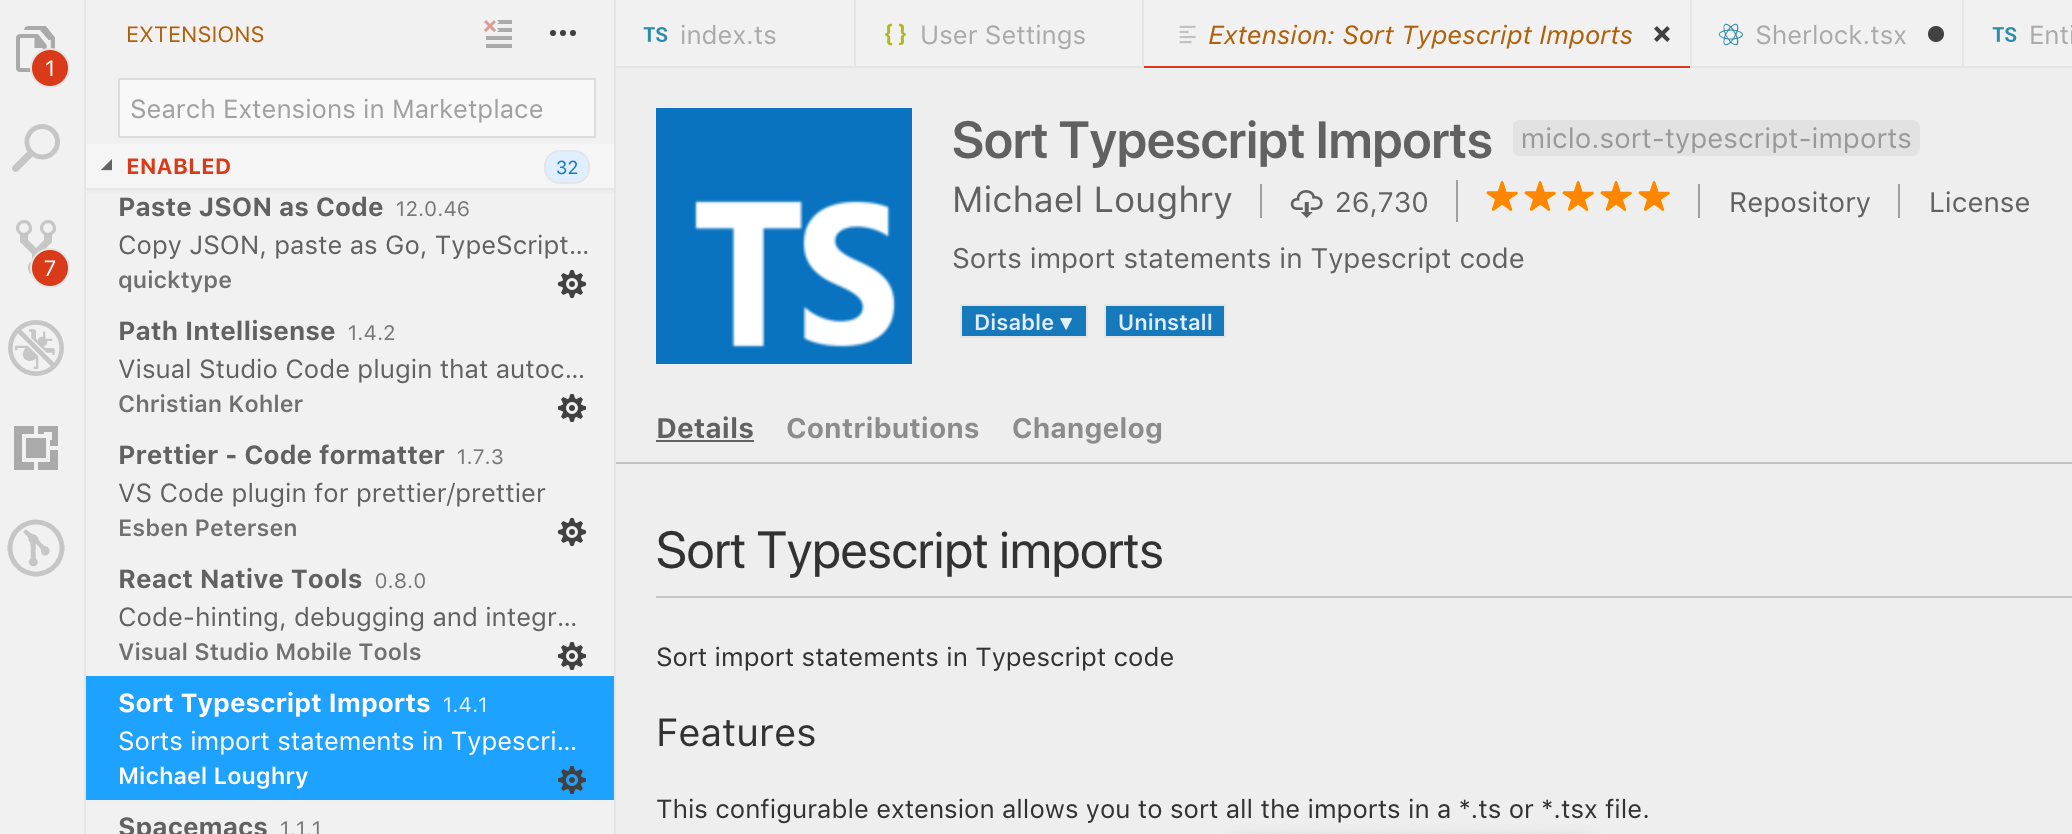 EXTENSIONS
1
Search Extensions in Marketplace
ENABLED 32
Paste JSON as Code 12.0.46
Copy JSON, paste as Go, TypeScript...
quicktype
7
Path Intellisense 1.4.2
Visual Studio Code plugin that autoc...
Christian Kohler
Prettier - Code formatter 1.7.3
VS Code plugin for prettier/prettier
Esben Petersen
React Native Tools 0.8.0
Code-hinting, debugging and integr...
Visual Studio Mobile Tools
Sort Typescript Imports 1.4.1
Sorts import statements in Typescri...
Michael Loughry
Spacemacs 1.1.1
TS index.ts
{} User Settings
Extension: Sort Typescript Imports
Sherlock.tsx
TS Enti
TS
Sort Typescript Imports miclo.sort-typescript-imports
Michael Loughry 26,730 Repository License
Sorts import statements in Typescript code
Disable ▾ Uninstall
Details Contributions Changelog
Sort Typescript imports
Sort import statements in Typescript code
Features
This configurable extension allows you to sort all the imports in a *.ts or *.tsx file.